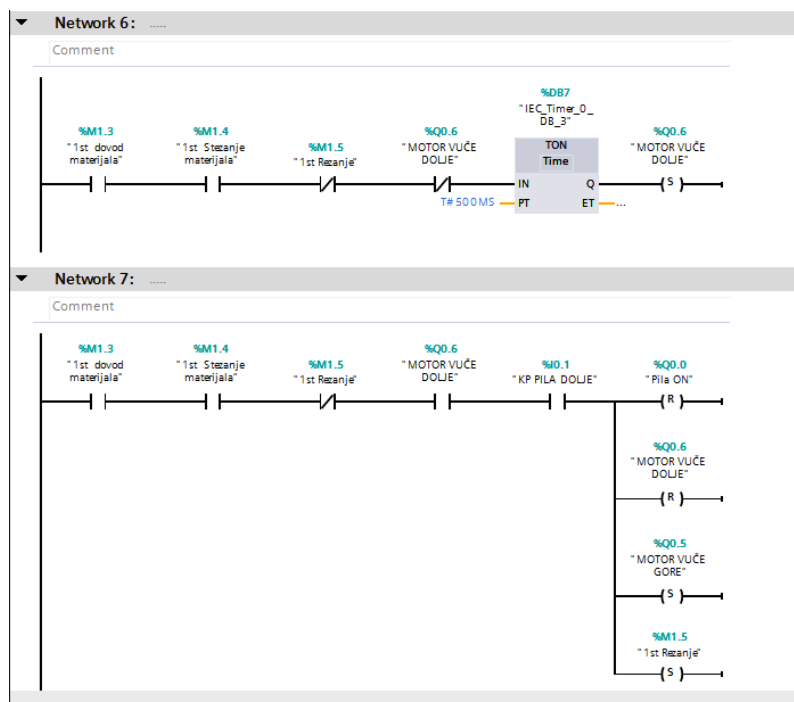 Network 6: .....
Comment
%DB7
"IEC_Timer_0_
DB_3"
%M1.3
"1st dovod
materijala"
%M1.4
"1st Stezanje
materijala"
%M1.5
"1st Rezanje"
%Q0.6
"MOTOR VUČE
DOLJE"
TON
Time
%Q0.6
"MOTOR VUČE
DOLJE"
IN Q
S
T#500MS PT ET ...
Network 7: .....
Comment
%M1.3
"1st dovod
materijala"
%M1.4
"1st Stezanje
materijala"
%M1.5
"1st Rezanje"
%Q0.6
"MOTOR VUČE
DOLJE"
%I0.1
"KP PILA DOLJE"
%Q0.0
"Pila ON"
R
%Q0.6
"MOTOR VUČE
DOLJE"
R
%Q0.5
"MOTOR VUČE
GORE"
S
%M1.5
"1st Rezanje"
S